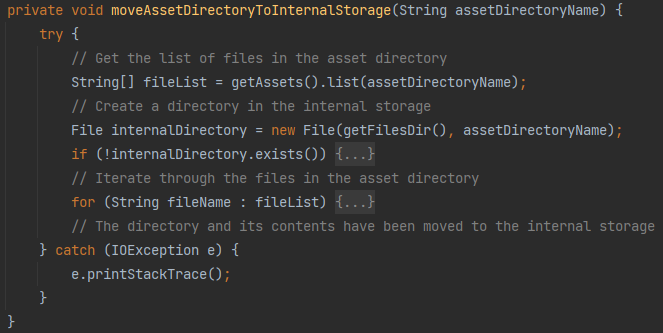 private void moveAssetDirectoryToInternalStorage(String assetDirectoryName) {
    try {
        // Get the list of files in the asset directory
        String[] fileList = getAssets().list(assetDirectoryName);
        // Create a directory in the internal storage
        File internalDirectory = new File(getFilesDir(), assetDirectoryName);
        if (!internalDirectory.exists()) {...}
        // Iterate through the files in the asset directory
        for (String fileName : fileList) {...}
        // The directory and its contents have been moved to the internal storage
    } catch (IOException e) {
        e.printStackTrace();
    }
}